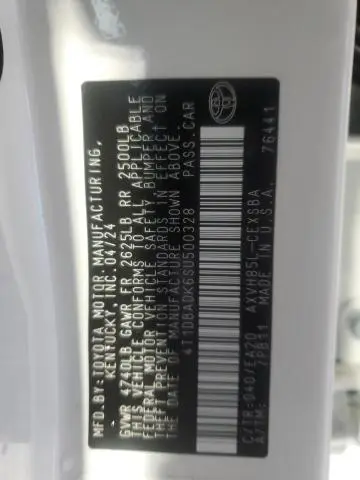 MFD.BY:TOYOTA MOTOR MANUFACTURING,
KENTUCKY, INC. 04/24
GVWR 4740LB GAWR FR 2625LB RR 2500LB
THIS VEHICLE CONFORMS TO ALL APPLICABLE
FEDERAL MOTOR VEHICLE SAFETY, BUMPER, AND
THEFT PREVENTION STANDARDS IN EFFECT ON
THE DATE OF MANUFACTURE SHOWN ABOVE.
4T1DBADK6SU500328 PASS.CAR
C/TR:040/EA20 AXVH85L-CEXSBA
A/TM: MADE IN U.S.A. 76441